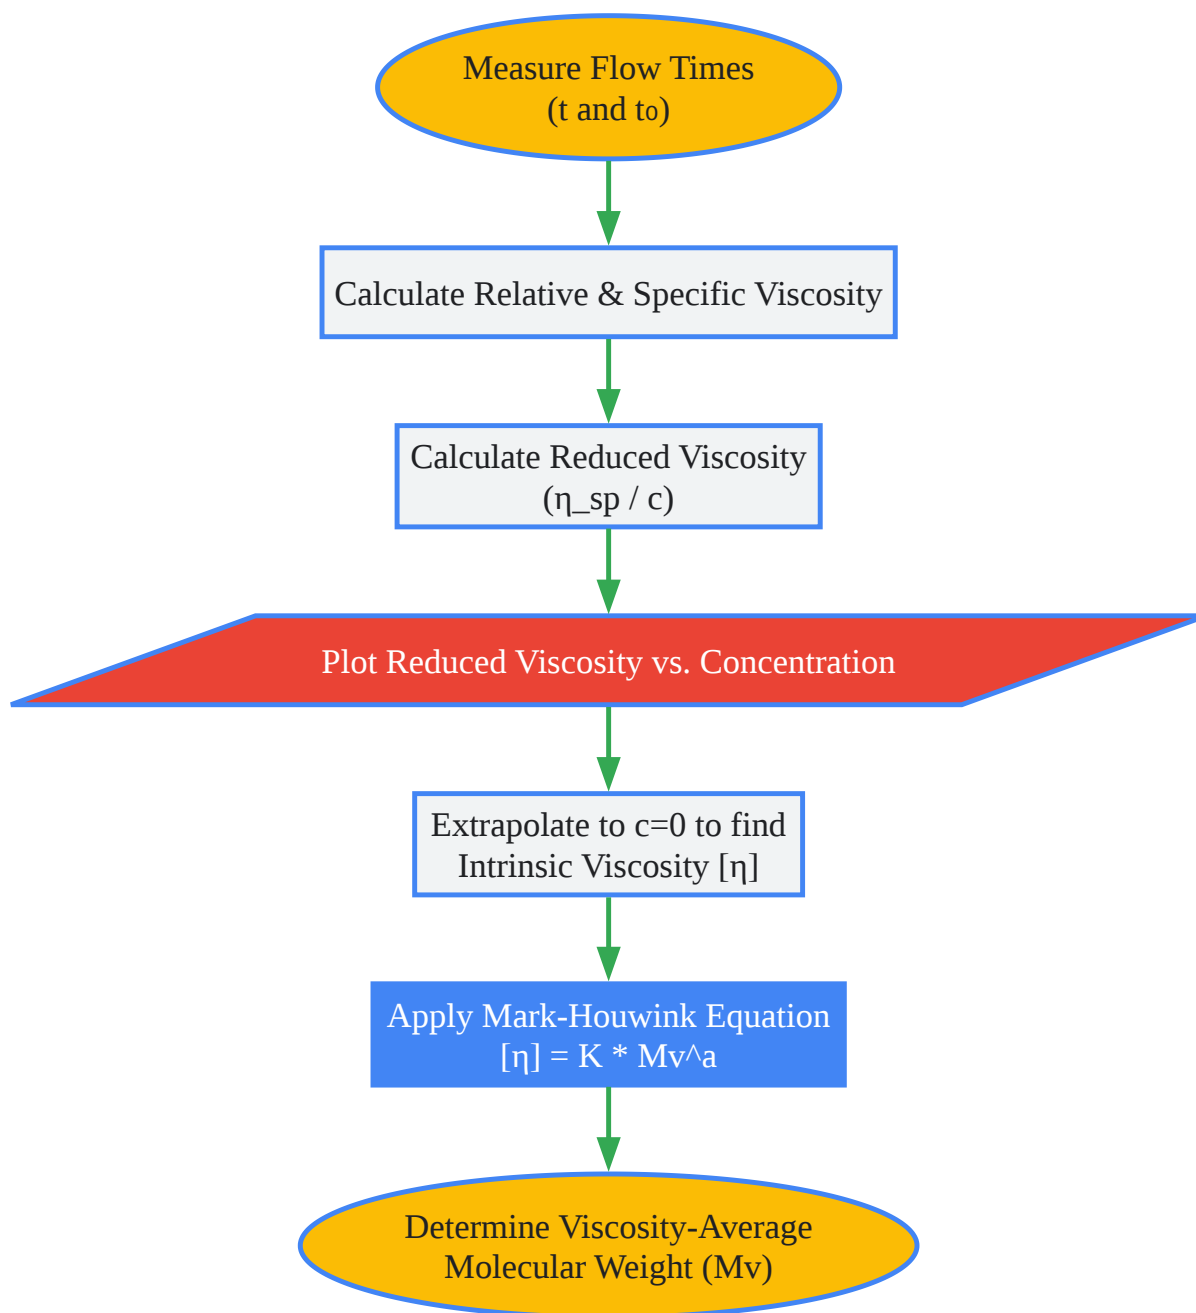 Measure Flow Times
(t and t₀)
Calculate Relative & Specific Viscosity
Calculate Reduced Viscosity
(η_sp / c)
Plot Reduced Viscosity vs. Concentration
Extrapolate to c=0 to find
Intrinsic Viscosity [η]
Apply Mark-Houwink Equation
[η] = K * Mv^a
Determine Viscosity-Average
Molecular Weight (Mv)